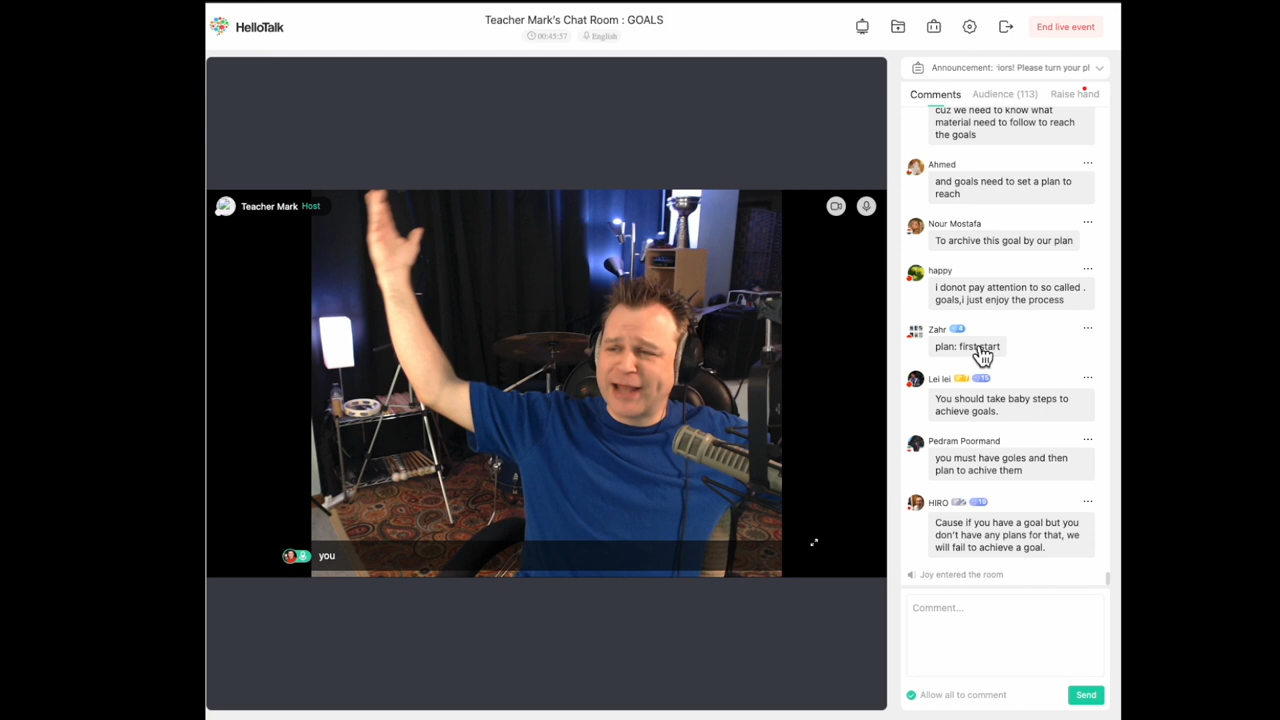 HelloTalk
Teacher Mark's Chat Room : GOALS
00:45:57 English
End live event
Announcement: iors! Please turn your pl
Comments Audience (113) Raise hand
cuz we need to know what
material need to follow to reach
the goals
Ahmed
and goals need to set a plan to
reach
Nour Mostafa
To archive this goal by our plan
happy
i donot pay attention to so called .
goals,i just enjoy the process
Zahr 4
plan: first start
Lei lei 15
You should take baby steps to
achieve goals.
Pedram Poormand
you must have goles and then
plan to achive them
HIRO
Cause if you have a goal but you
don't have any plans for that, we
will fail to achieve a goal.
Joy entered the room
Comment...
Allow all to comment
Send
Teacher Mark Host
you